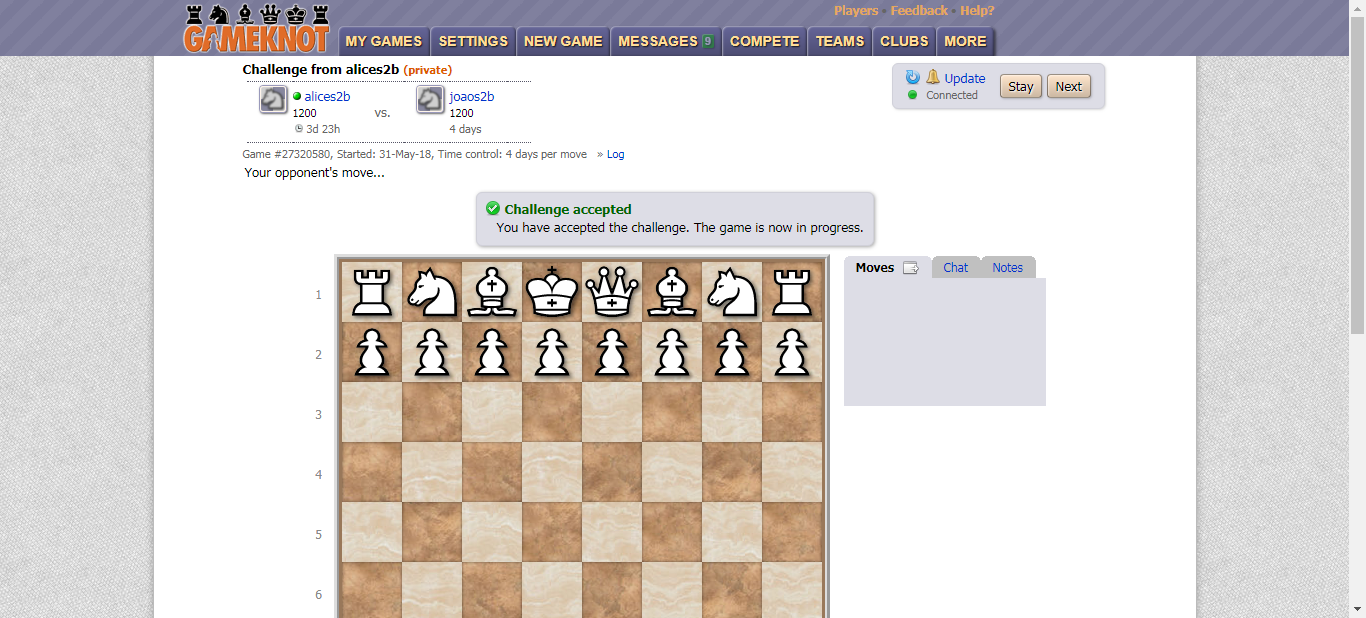 Players • Feedback • Help?
GAMEKNOT
MY GAMES SETTINGS NEW GAME MESSAGES 9 COMPETE TEAMS CLUBS MORE
Challenge from alices2b (private)
alices2b vs. joaos2b
1200 1200
3d 23h 4 days
Update
Connected
Stay Next
Game #27320580, Started: 31-May-18, Time control: 4 days per move » Log
Your opponent's move...
Challenge accepted
You have accepted the challenge. The game is now in progress.
Moves Chat Notes
1
2
3
4
5
6